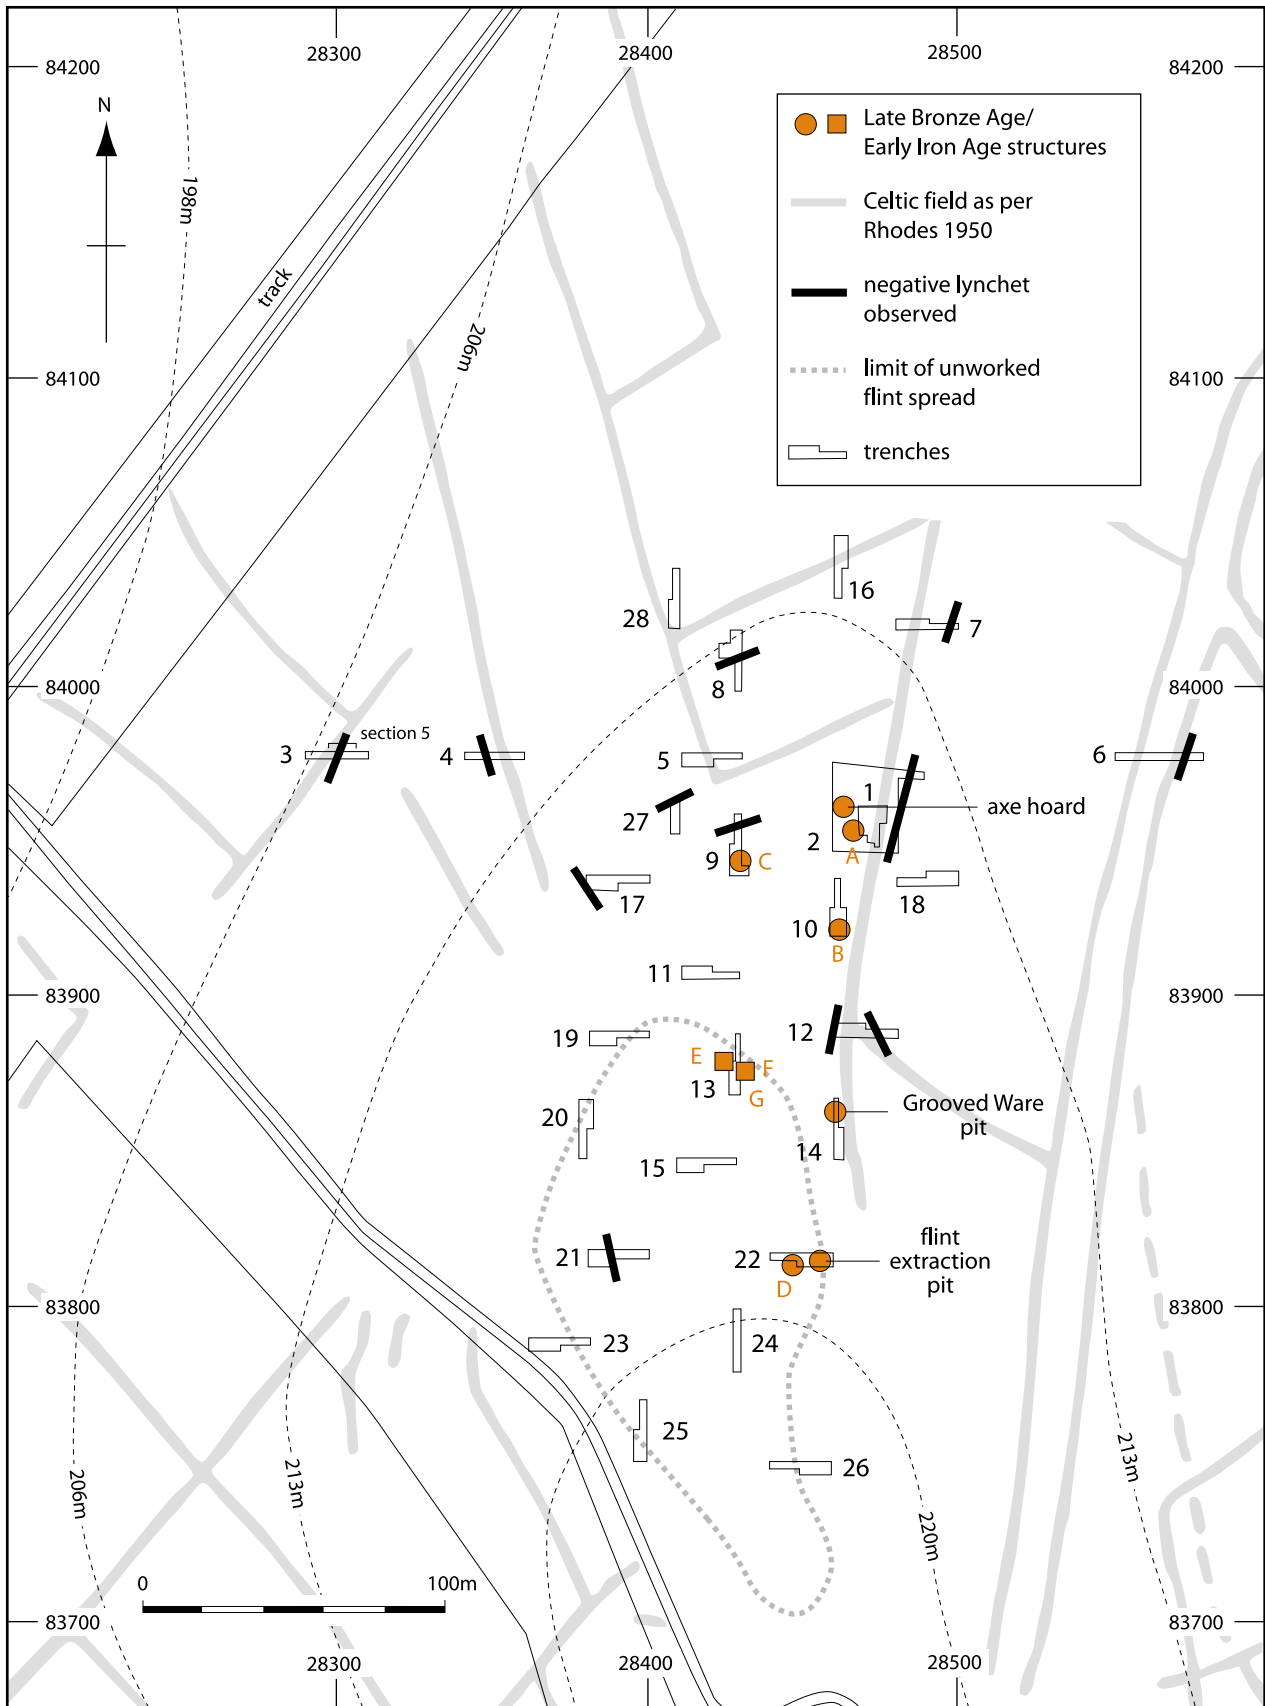 28300
28400
28500
84200
84200
N
Late Bronze Age/
Early Iron Age structures
Celtic field as per
Rhodes 1950
negative lynchet
observed
limit of unworked
flint spread
trenches
198m
track
206m
84100
84100
16
28
7
8
84000
84000
section 5
3
4
5
6
1
axe hoard
27
2
A
9
C
17
18
10
B
11
83900
83900
19
12
E
F
13
G
20
Grooved Ware
pit
14
15
flint
extraction
pit
21
22
D
83800
83800
23
24
25
26
206m
213m
213m
220m
0
100m
83700
83700
28300
28400
28500